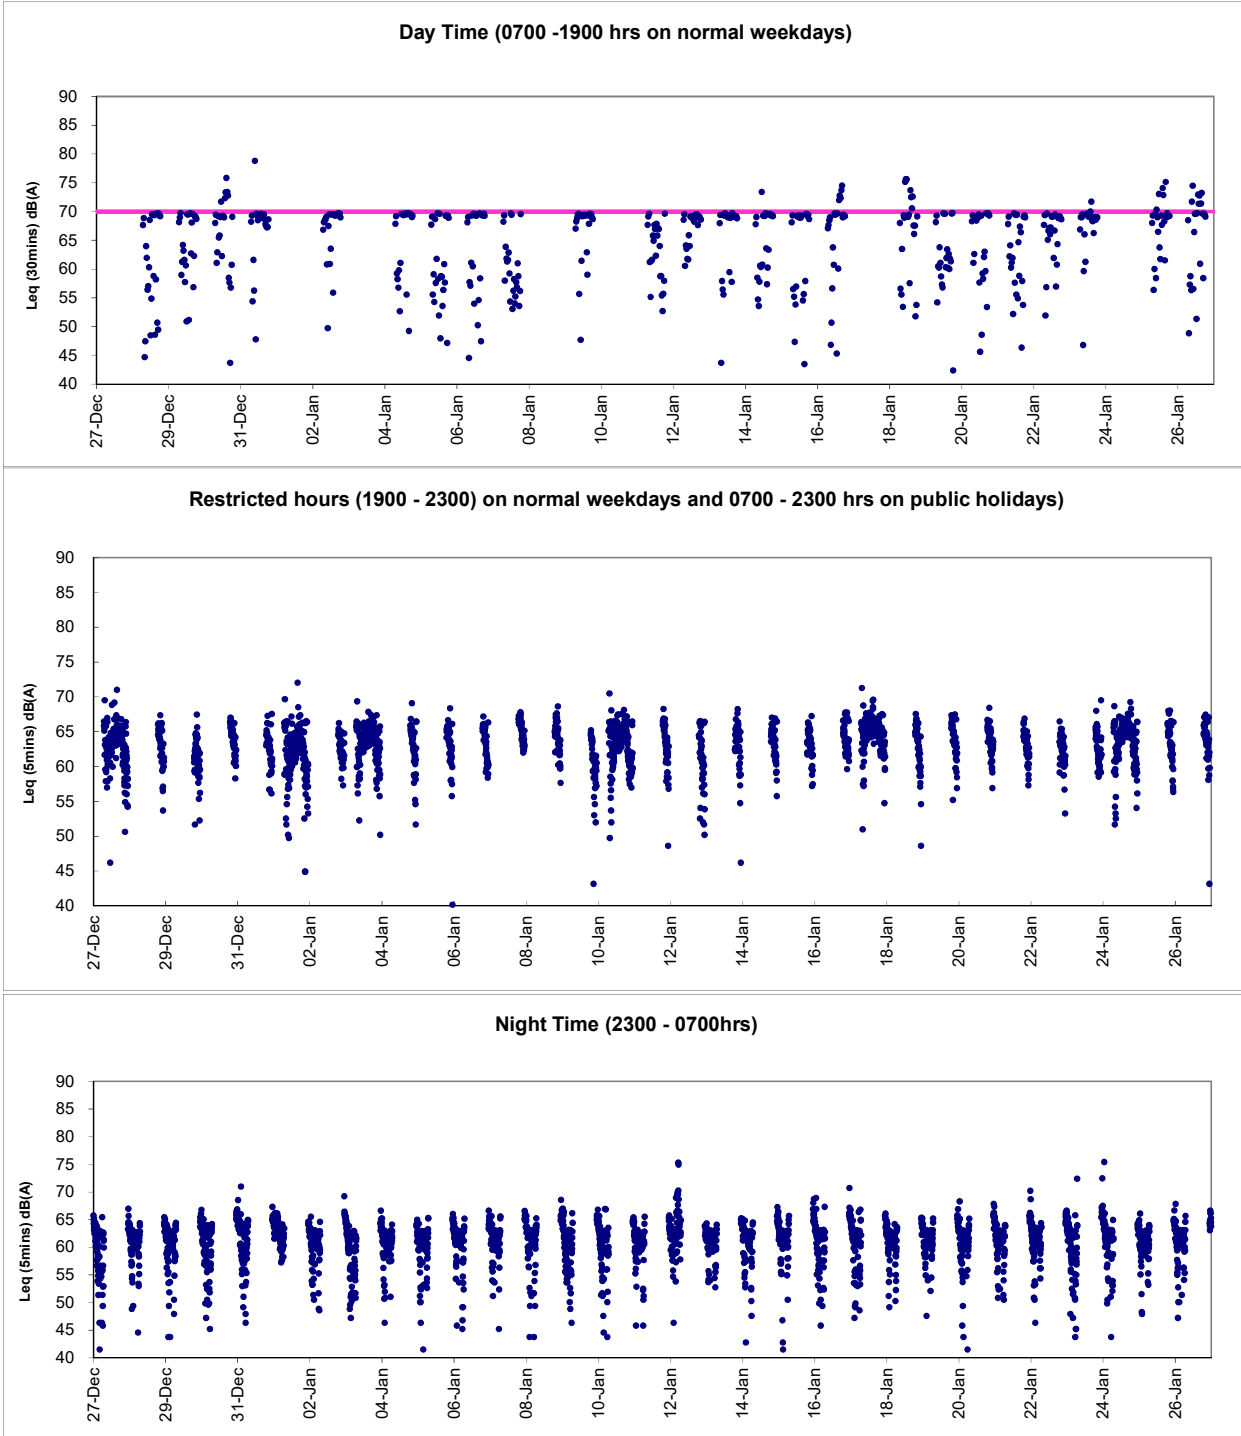 Day Time (0700 -1900 hrs on normal weekdays)
Leq (30mins) dB(A)
90
85
80
75
70
65
60
55
50
45
40
27-Dec
29-Dec
31-Dec
02-Jan
04-Jan
06-Jan
08-Jan
10-Jan
12-Jan
14-Jan
16-Jan
18-Jan
20-Jan
22-Jan
24-Jan
26-Jan
Restricted hours (1900 - 2300) on normal weekdays and 0700 - 2300 hrs on public holidays)
Leq (5mins) dB(A)
90
85
80
75
70
65
60
55
50
45
40
27-Dec
29-Dec
31-Dec
02-Jan
04-Jan
06-Jan
08-Jan
10-Jan
12-Jan
14-Jan
16-Jan
18-Jan
20-Jan
22-Jan
24-Jan
26-Jan
Night Time (2300 - 0700hrs)
Leq (5mins) dB(A)
90
85
80
75
70
65
60
55
50
45
40
27-Dec
29-Dec
31-Dec
02-Jan
04-Jan
06-Jan
08-Jan
10-Jan
12-Jan
14-Jan
16-Jan
18-Jan
20-Jan
22-Jan
24-Jan
26-Jan